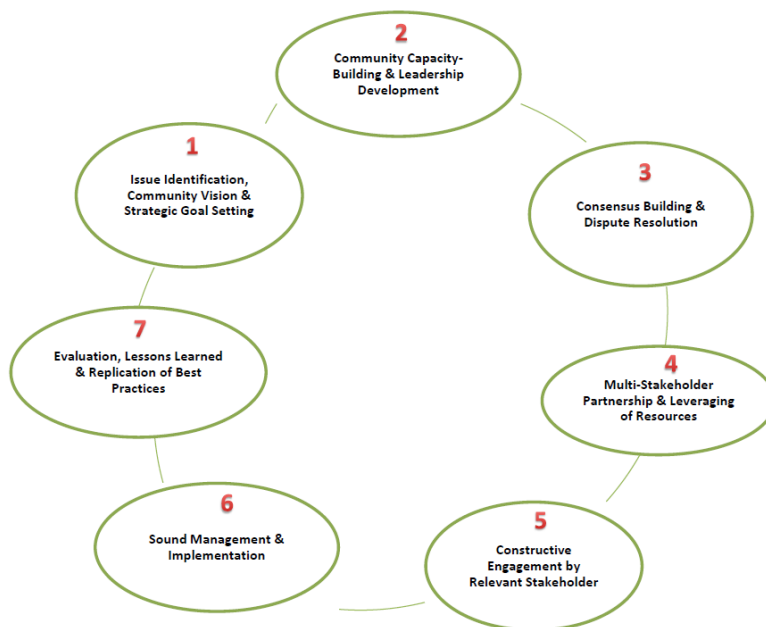 1
Issue Identification,
Community Vision &
Strategic Goal Setting
2
Community Capacity-
Building & Leadership
Development
3
Consensus Building &
Dispute Resolution
4
Multi-Stakeholder
Partnership & Leveraging
of Resources
5
Constructive
Engagement by
Relevant Stakeholder
6
Sound Management &
Implementation
7
Evaluation, Lessons Learned
& Replication of Best
Practices